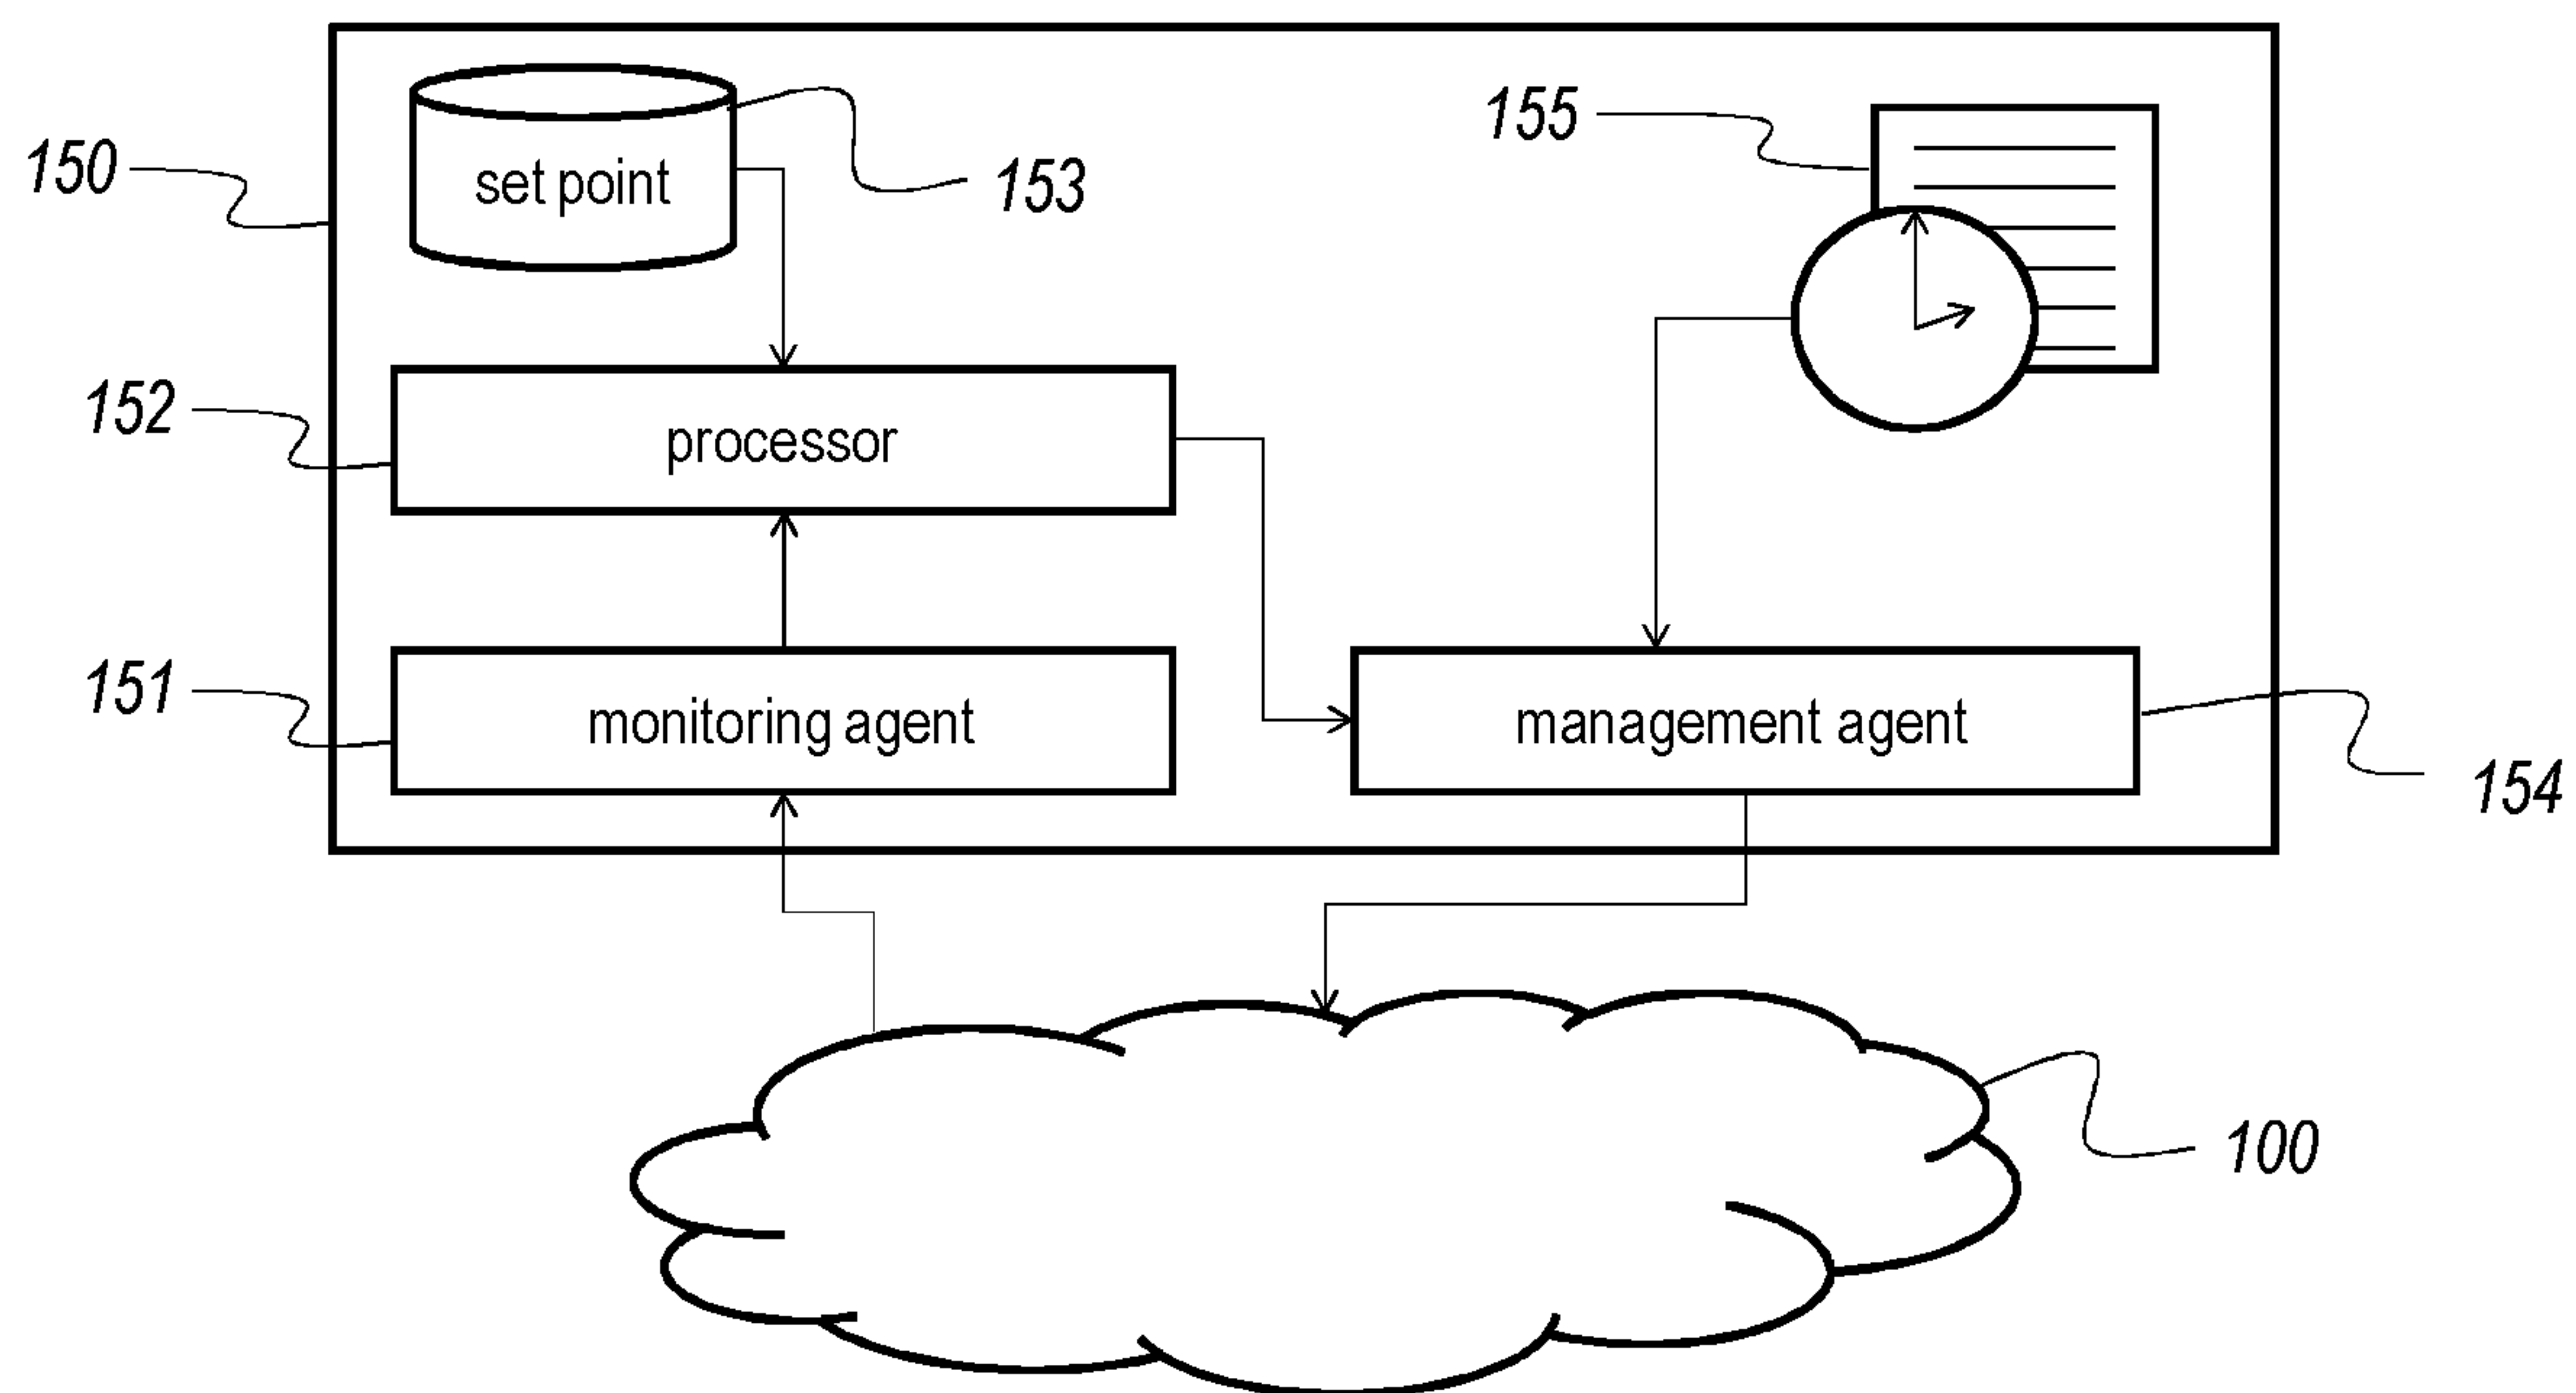 155
150
set point
153
152
processor
151
monitoring agent
management agent
154
100